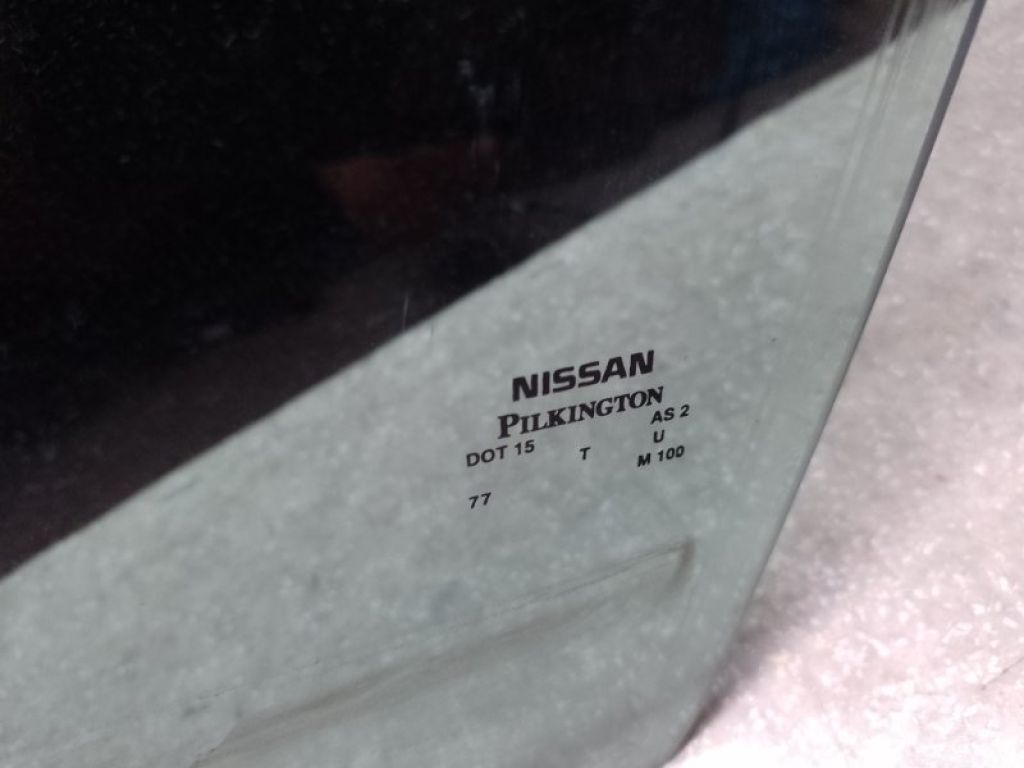 NISSAN
PILKINGTON
DOT 15 AS 2
T U
77 M 100